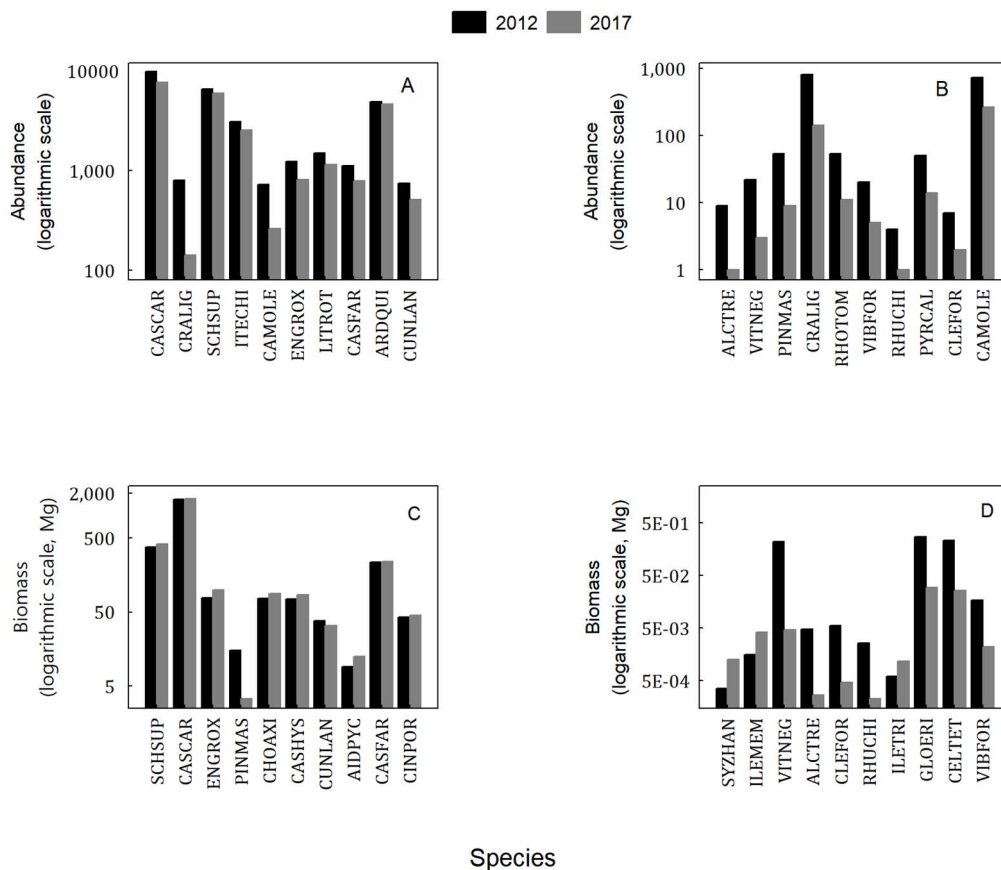 2012 2017
A
Abundance
(logarithmic scale)
10000
1,000
100
CASCAR
CRALIG
SCHSUP
ITECHI
CAMOLE
ENGROX
LITROT
CASFAR
ARDQUI
CUNLAN
B
Abundance
(logarithmic scale)
1,000
100
10
1
ALCTRE
VITNEG
PINMAS
CRALIG
RHOTOM
VIBFOR
RHUCHI
PYRCAL
CLEFOR
CAMOLE
C
Biomass
(logarithmic scale, Mg)
2,000
500
50
5
SCHSUP
CASCAR
ENGROX
PINMAS
CHOAXI
CASHYS
CUNLAN
AIDPYC
CASFAR
CINPOR
D
Biomass
(logarithmic scale, Mg)
5E-01
5E-02
5E-03
5E-04
SYZHAN
ILEMEM
VITNEG
ALCTRE
CLEFOR
RHUCHI
ILETRI
GLOERI
CELTET
VIBFOR
Species